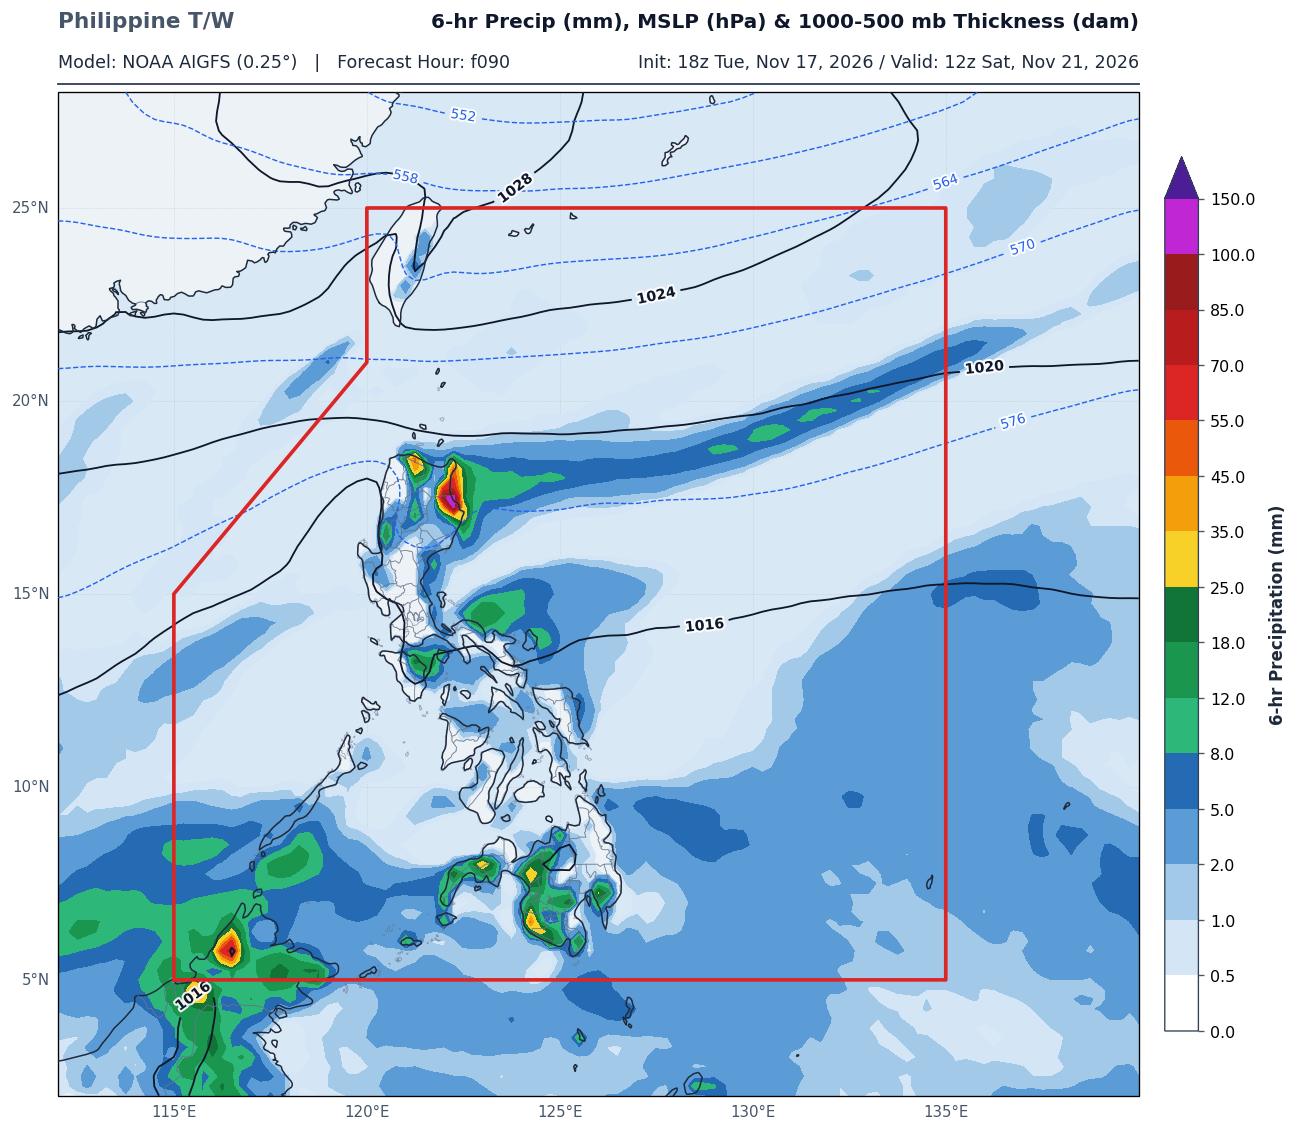 Philippine T/W
6-hr Precip (mm), MSLP (hPa) & 1000-500 mb Thickness (dam)
Model: NOAA AIGFS (0.25°) | Forecast Hour: f090
Init: 18z Tue, Nov 17, 2026 / Valid: 12z Sat, Nov 21, 2026
552
558
1028
564
570
1024
1020
576
1016
1016
25°N
20°N
15°N
10°N
5°N
115°E
120°E
125°E
130°E
135°E
150.0
100.0
85.0
70.0
55.0
45.0
35.0
25.0
18.0
12.0
8.0
5.0
2.0
1.0
0.5
0.0
6-hr Precipitation (mm)